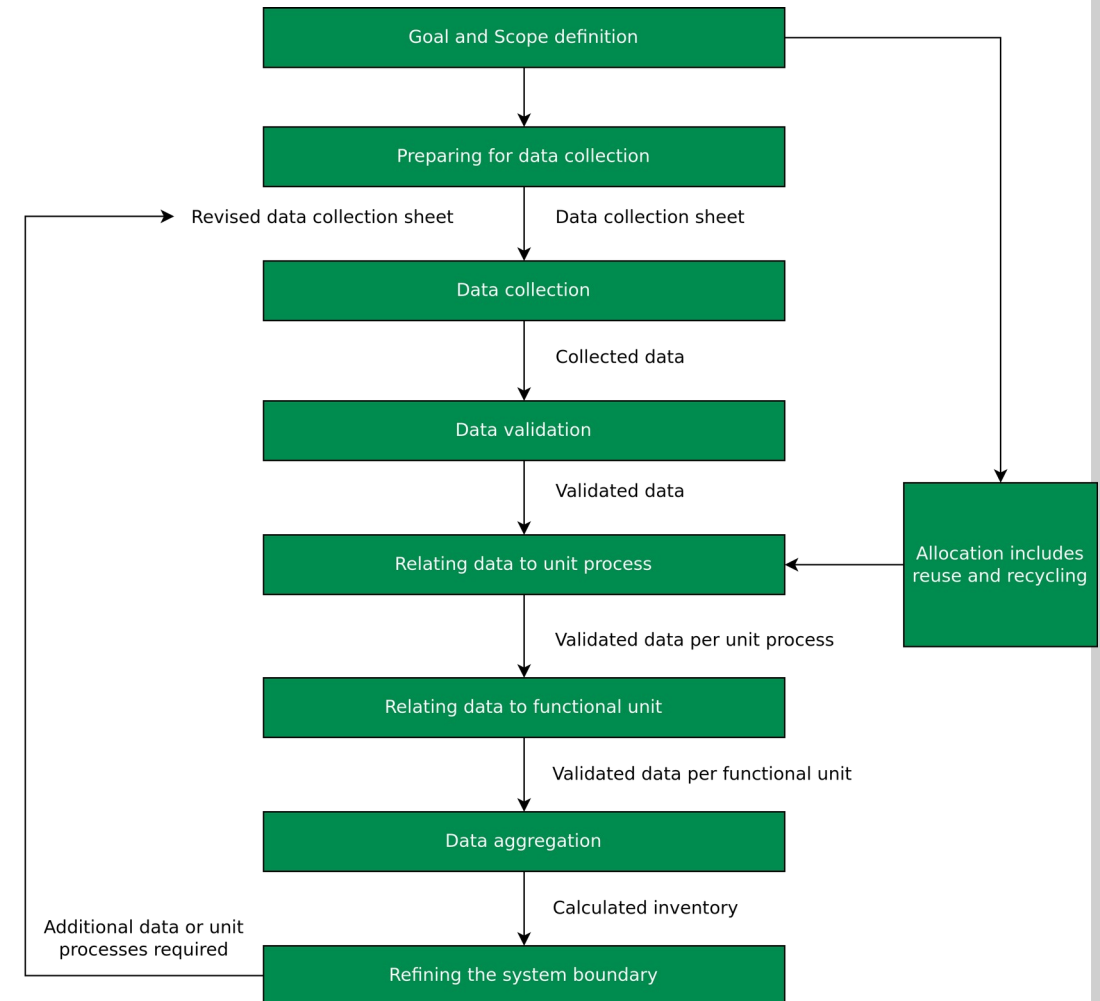 Goal and Scope definition
Preparing for data collection
Revised data collection sheet
Data collection sheet
Data collection
Collected data
Data validation
Validated data
Relating data to unit process
Allocation includes
reuse and recycling
Validated data per unit process
Relating data to functional unit
Validated data per functional unit
Data aggregation
Calculated inventory
Additional data or unit
processes required
Refining the system boundary